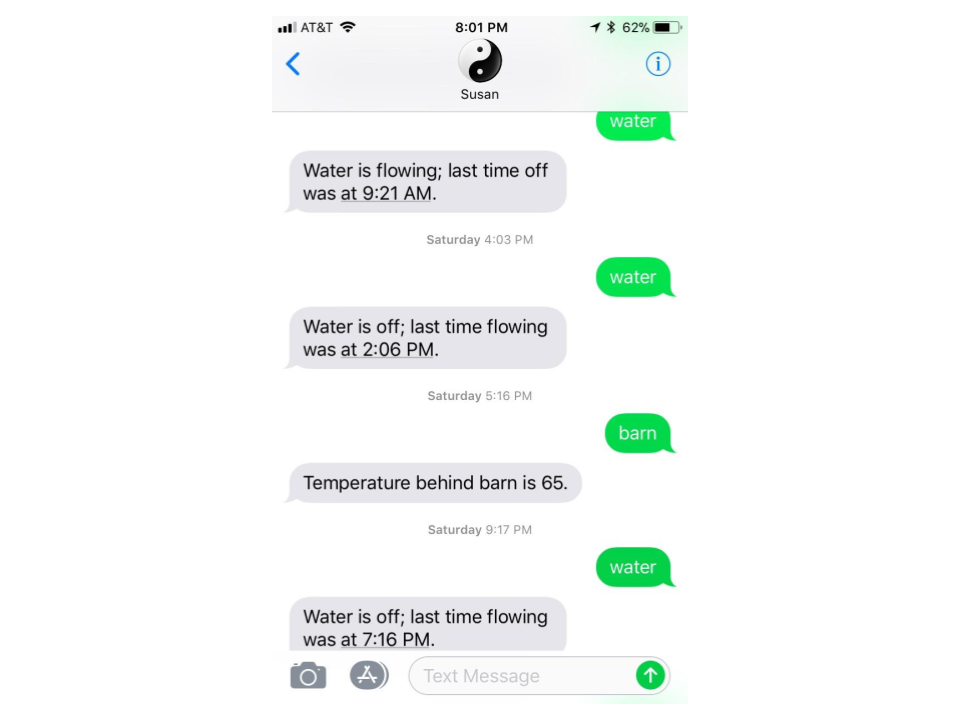 AT&T 8:01 PM 62%
Susan
water
Water is flowing; last time off
was at 9:21 AM.
Saturday 4:03 PM
water
Water is off; last time flowing
was at 2:06 PM.
Saturday 5:16 PM
barn
Temperature behind barn is 65.
Saturday 9:17 PM
water
Water is off; last time flowing
was at 7:16 PM.
Text Message